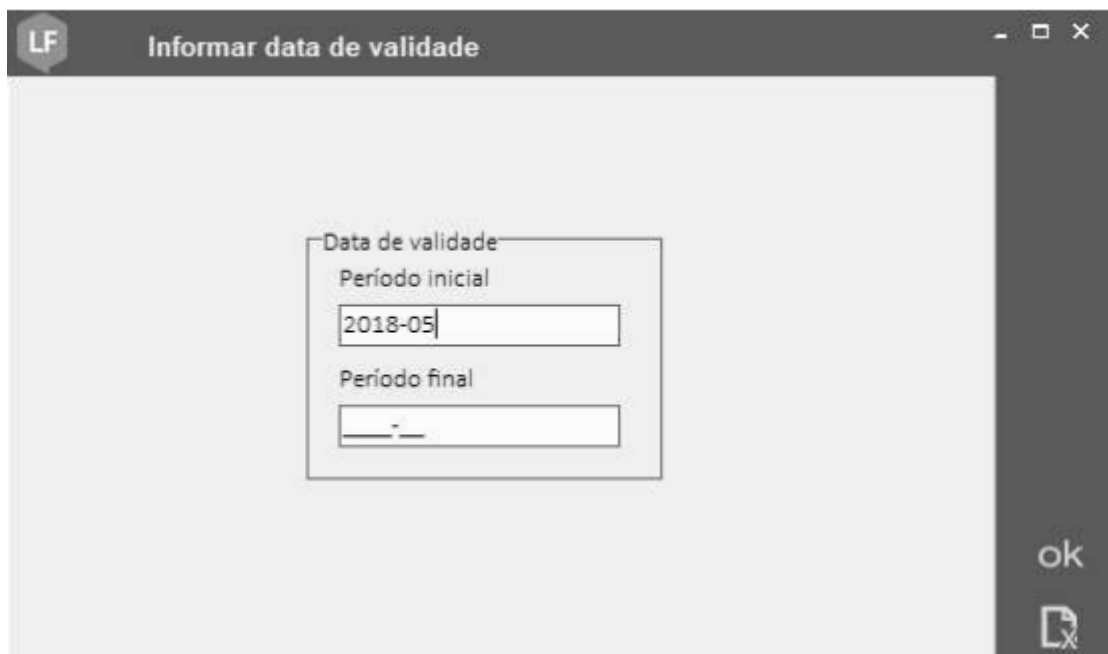 LF
Informar data de validade
Data de validade
Período inicial
2018-05
Período final
____-__
ok